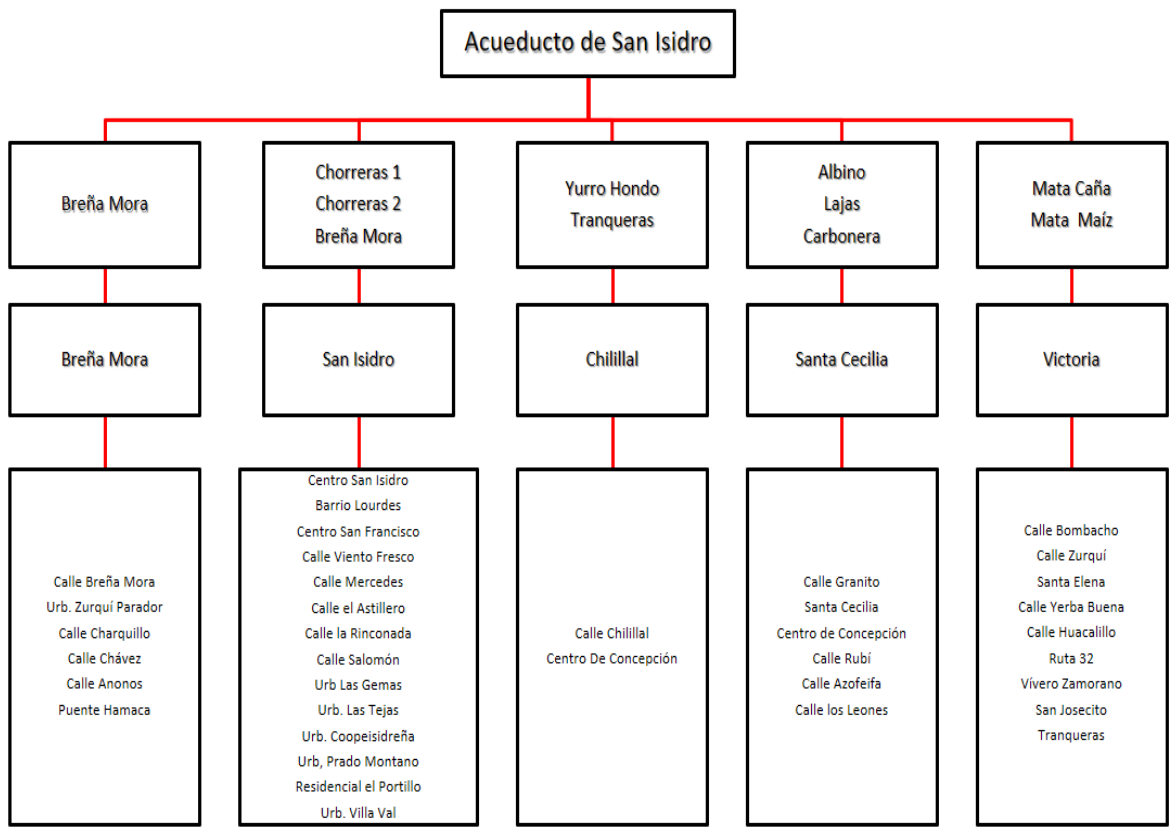 Acueducto de San Isidro
Breña Mora
Chorreras 1
Chorreras 2
Breña Mora
Yurro Hondo
Tranqueras
Albino
Lajas
Carbonera
Mata Caña
Mata Maíz
Breña Mora
San Isidro
Chilillal
Santa Cecilia
Victoria
Calle Breña Mora
Urb. Zurquí Parador
Calle Charquillo
Calle Chávez
Calle Anonos
Puente Hamaca
Centro San Isidro
Barrio Lourdes
Centro San Francisco
Calle Viento Fresco
Calle Mercedes
Calle el Astillero
Calle la Rinconada
Calle Salomón
Urb Las Gemas
Urb. Las Tejas
Urb. Coopeisidreña
Urb, Prado Montano
Residencial el Portillo
Urb. Villa Val
Calle Chilillal
Centro De Concepción
Calle Granito
Santa Cecilia
Centro de Concepción
Calle Rubí
Calle Azofeifa
Calle los Leones
Calle Bombacho
Calle Zurquí
Santa Elena
Calle Yerba Buena
Calle Huacalillo
Ruta 32
Vívero Zamorano
San Josecito
Tranqueras